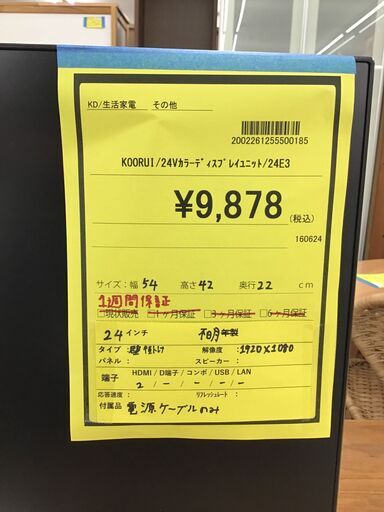 KD/生活家電 その他
2002261255500185
KOORUI/24Vｶﾗｰﾃﾞｨｽﾌﾟﾚｲﾕﾆｯﾄ/24E3
¥9,878(税込)
160624
サイズ：幅 54 高さ 42 奥行 22 cm
1週間保証
□現状販売 □1ヶ月保証 □3ヶ月保証 □6ヶ月保証
24インチ 不明年製
タイプ： 解像度：1920×1080
パネル： スピーカー：
端子 HDMI / D端子 / コンポ / USB / LAN
2 / － / － / － / －
応答速度： ﾘﾌﾚｯｼｭﾚｰﾄ：
付属品 電源ケーブルのみ